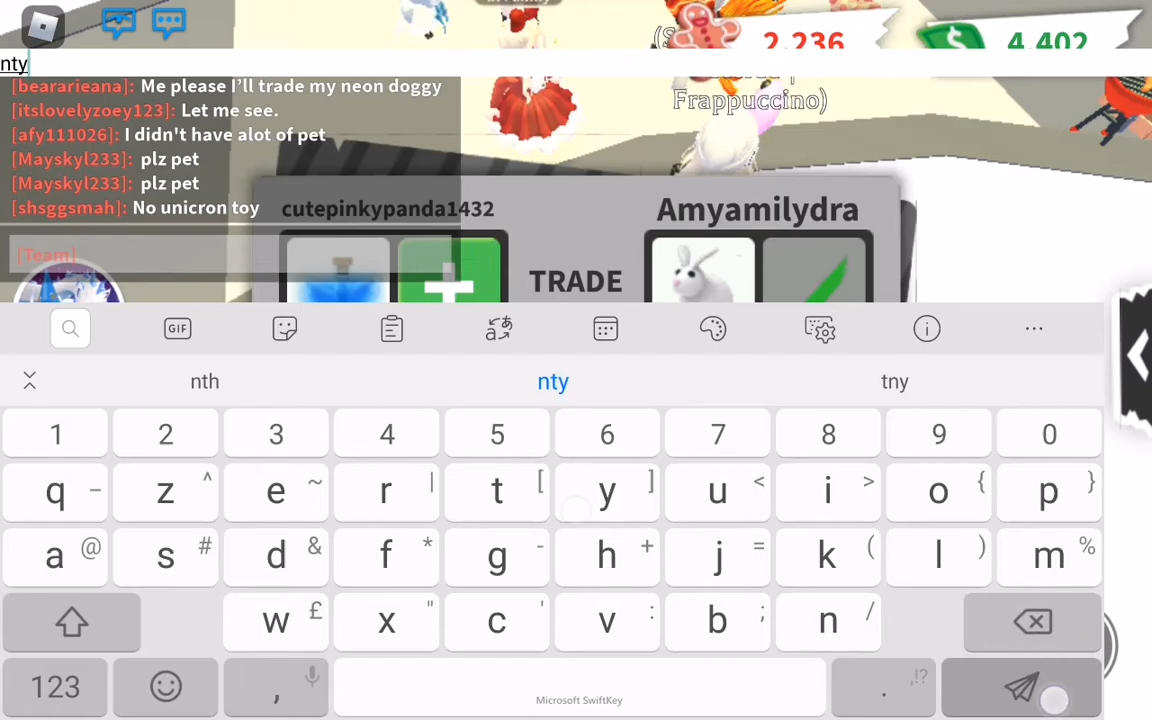 2,236
4,402
nty
Frappuccino)
[beararieana]: Me please I'll trade my neon doggy
[itslovelyzoey123]: Let me see.
[afy111026]: I didn't have alot of pet
[Mayskyl233]: plz pet
[Mayskyl233]: plz pet
[shsggsmah]: No unicron toy
cutepinkypanda1432
Amyamilydra
[Team]
TRADE
GIF
nth nty tny
1 2 3 4 5 6 7 8 9 0
q – z ^ e ~ r | t [ y ] u < i > o { p }
a @ s # d & f * g - h + j = k ( l ) m %
w £ x " c ' v : b ; n /
123 , Microsoft SwiftKey . ,!?